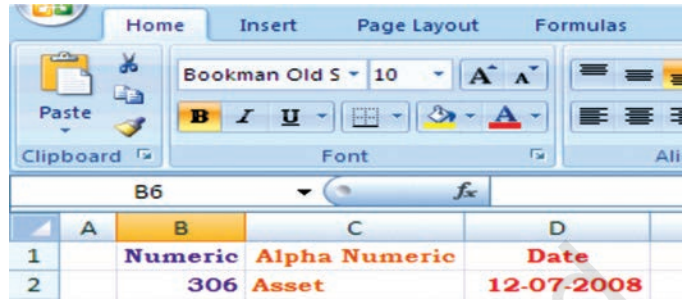 Home Insert Page Layout Formulas
Bookman Old S 10 A A
Paste B I U A
Clipboard Font Ali
B6 fx
A B C D
1 Numeric Alpha Numeric Date
2 306 Asset 12-07-2008